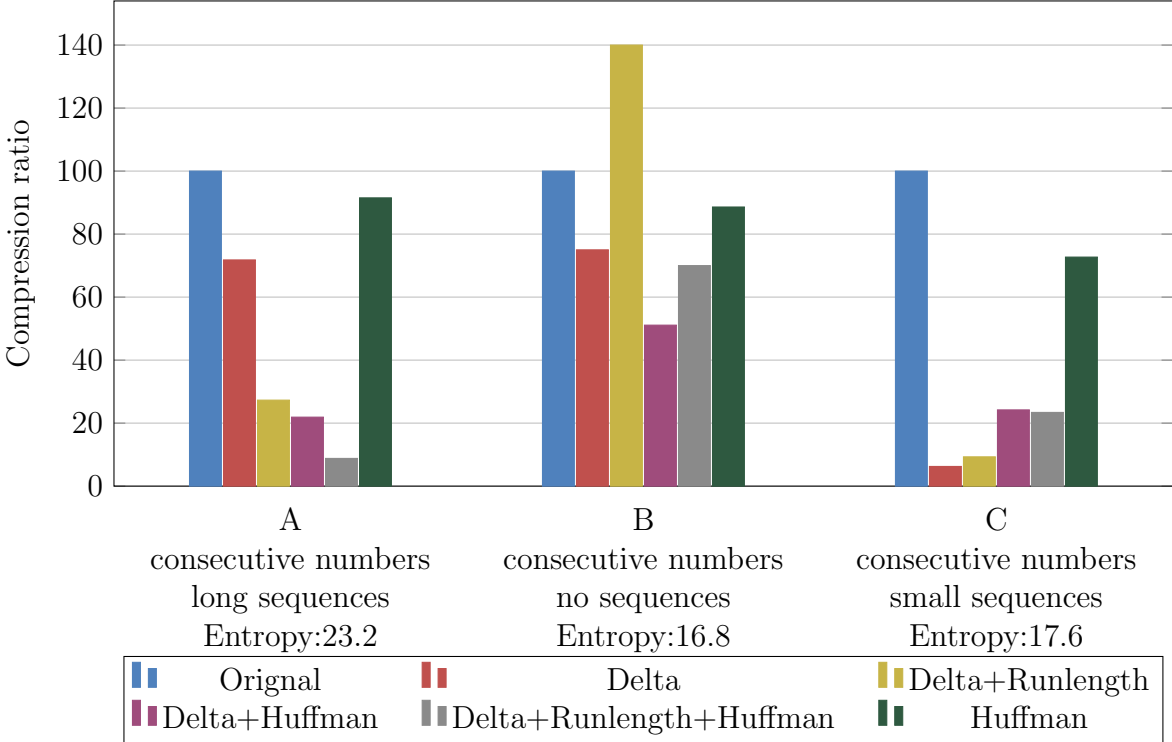 140
120
100
80
60
40
20
0
Compression ratio
A B C
consecutive numbers consecutive numbers consecutive numbers
long sequences no sequences small sequences
Entropy:23.2 Entropy:16.8 Entropy:17.6
Orignal Delta Delta+Runlength
Delta+Huffman Delta+Runlength+Huffman Huffman